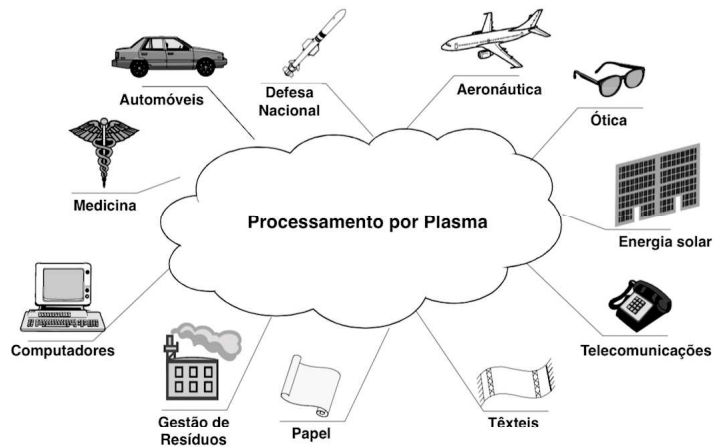 Automóveis
Defesa
Nacional
Aeronáutica
Ótica
Medicina
Processamento por Plasma
Energia solar
Computadores
Telecomunicações
Gestão de
Resíduos
Papel
Têxteis